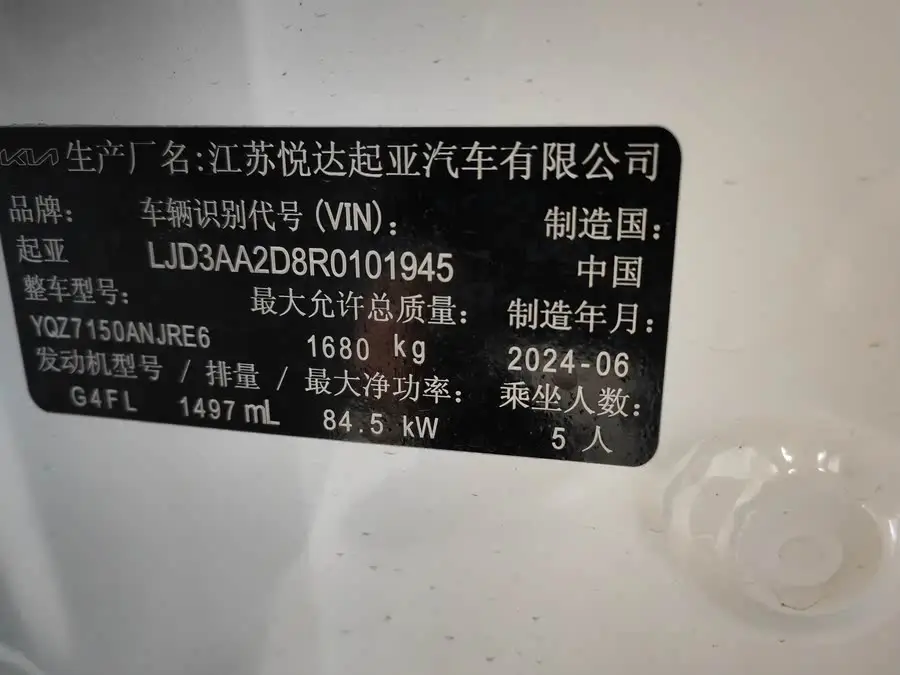 KIA 生产厂名:江苏悦达起亚汽车有限公司
品牌: 车辆识别代号(VIN): 制造国:
起亚 LJD3AA2D8R0101945 中国
整车型号: 最大允许总质量: 制造年月:
YQZ7150ANJRE6 1680 kg 2024-06
发动机型号 / 排量 / 最大净功率: 乘坐人数:
G4FL 1497 mL 84.5 kW 5 人